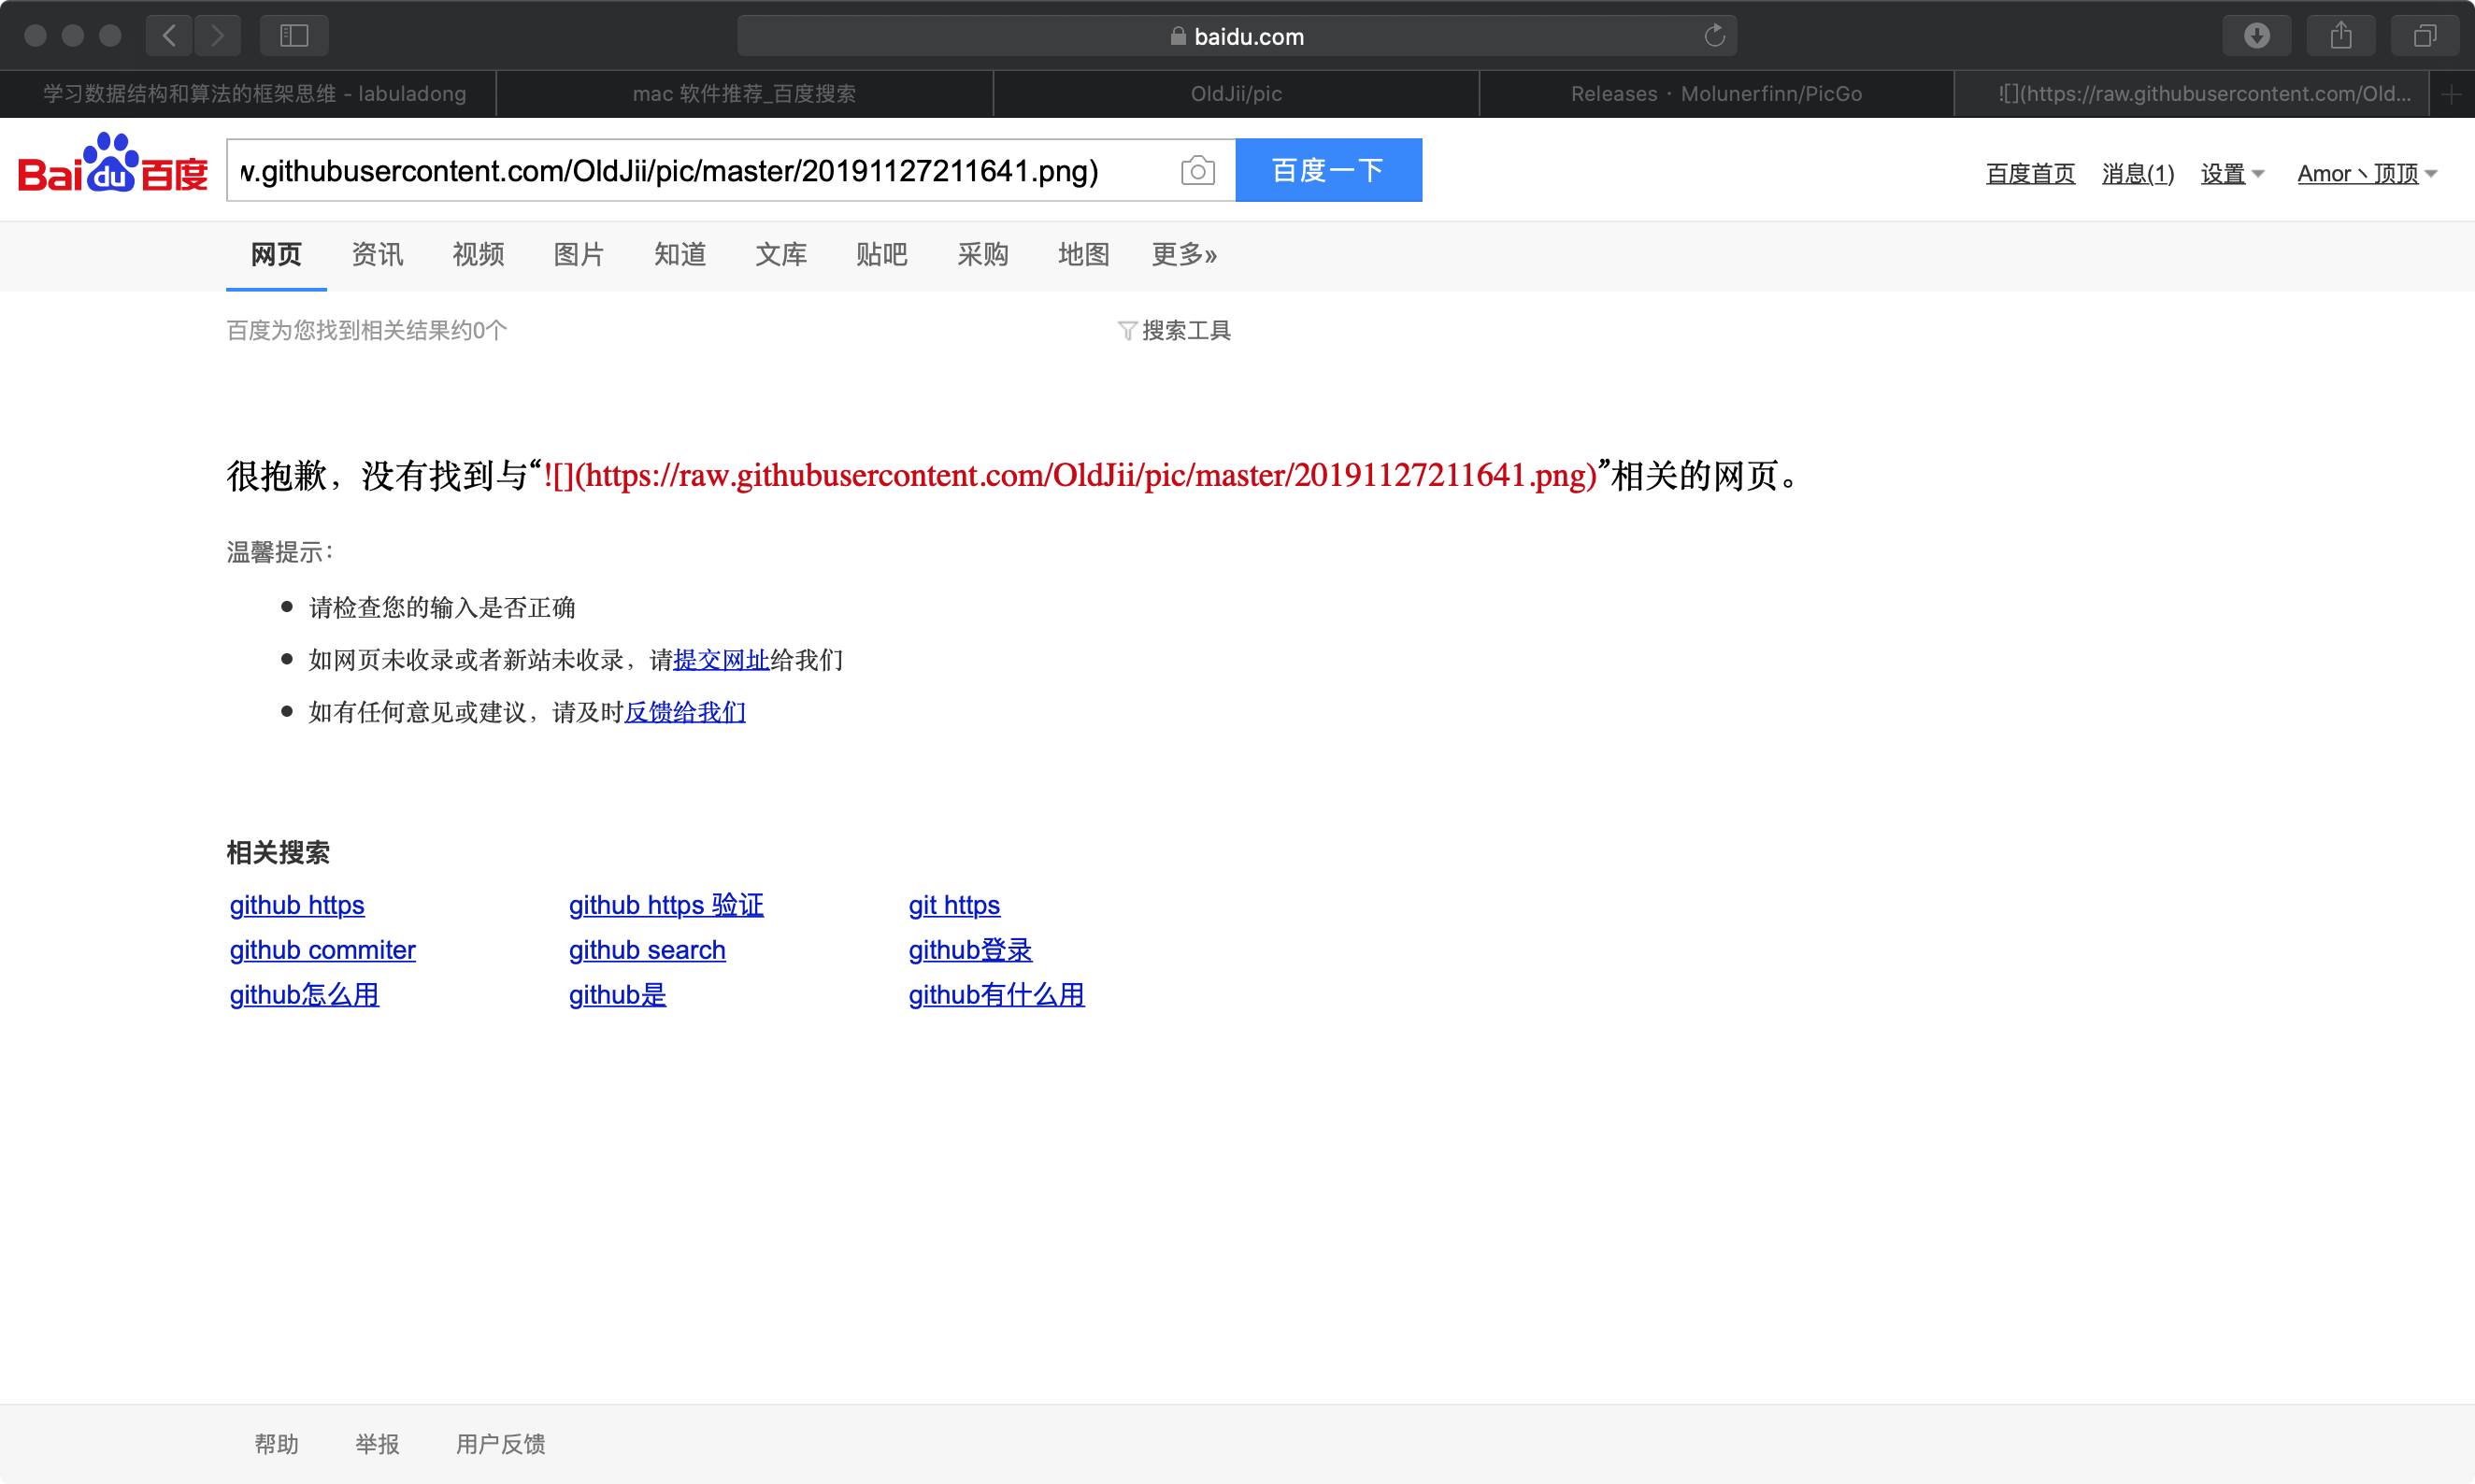 baidu.com
学习数据结构和算法的框架思维 - labuladong
mac 软件推荐_百度搜索
OldJii/pic
Releases · Molunerfinn/PicGo
![](https://raw.githubusercontent.com/Old...
Bai du 百度
w.githubusercontent.com/OldJii/pic/master/20191127211641.png)
百度一下
百度首页 消息(1) 设置 Amor丶顶顶
网页 资讯 视频 图片 知道 文库 贴吧 采购 地图 更多»
百度为您找到相关结果约0个
搜索工具
很抱歉，没有找到与“![](https://raw.githubusercontent.com/OldJii/pic/master/20191127211641.png)”相关的网页。
温馨提示：
请检查您的输入是否正确
如网页未收录或者新站未收录，请提交网址给我们
如有任何意见或建议，请及时反馈给我们
相关搜索
github https github https 验证 git https
github commiter github search github登录
github怎么用 github是 github有什么用
帮助 举报 用户反馈